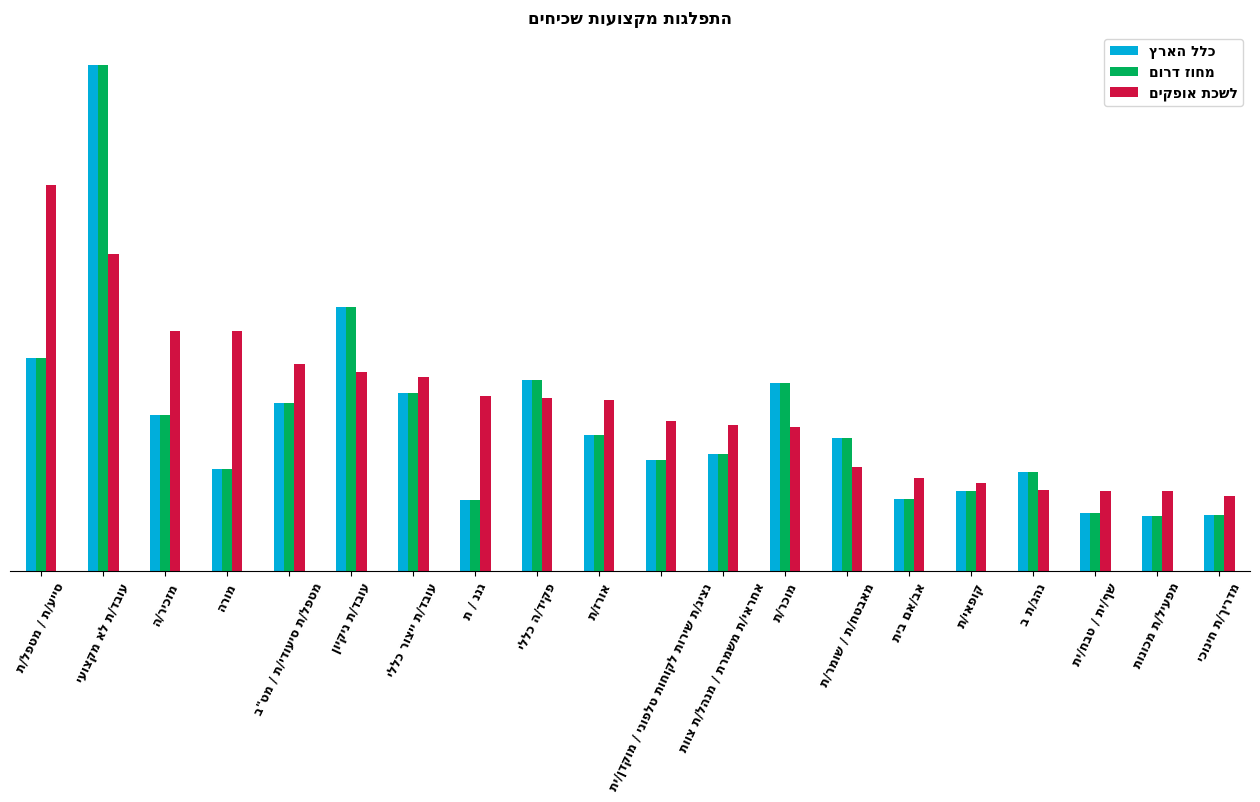 התפלגות מקצועות שכיחים
כלל הארץ
מחוז דרום
לשכת אופקים
סייע/ת / מטפל/ת
עובד/ת לא מקצועי
מזכיר/ה
מורה
מטפל/ת סיעודי/ת / מט"ב
עובד/ת ניקיון
עובד/ת ייצור כללי
גנג / ת
פקיד/ה כללי
אורז/ת
נציג/ת שירות לקוחות טלפוני / מוקדן/ית
אחראי/ת משמרת / מנהל/ת צוות
מוכר/ת
מאבטח/ת / שומר/ת
אב/אם בית
קופאי/ת
נהג/ת ב
שף/ית / טבח/ית
מפעיל/ת מכונות
מדריך/ת חינוכי